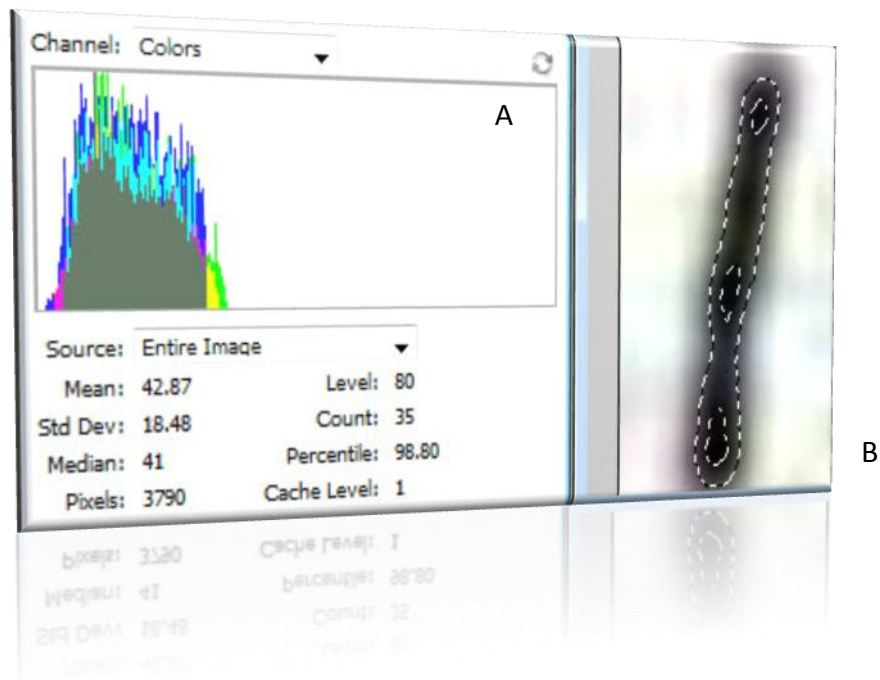 Channel: Colors
A
Source: Entire Image
Mean: 42.87 Level: 80
Std Dev: 18.48 Count: 35
Median: 41 Percentile: 98.80
Pixels: 3790 Cache Level: 1
B